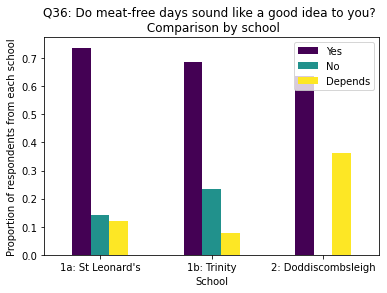 Q36: Do meat-free days sound like a good idea to you?
Comparison by school
Proportion of respondents from each school
0.7
0.6
0.5
0.4
0.3
0.2
0.1
0.0
Yes
No
Depends
1a: St Leonard's
1b: Trinity
2: Doddiscombsleigh
School